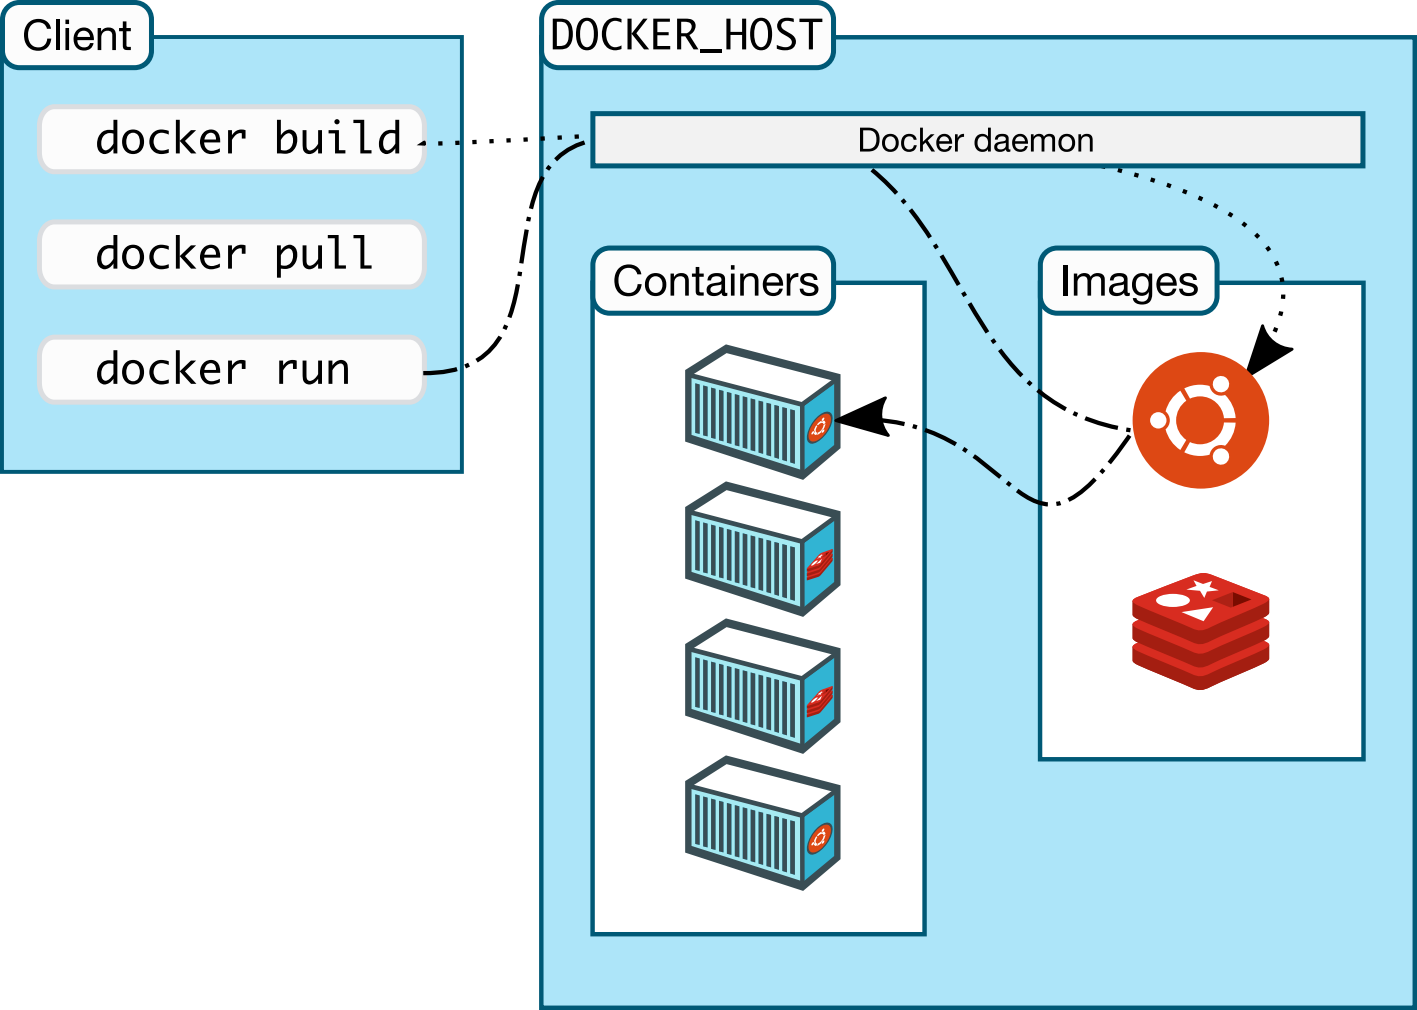 Client
docker build
docker pull
docker run
DOCKER_HOST
Docker daemon
Containers
Images